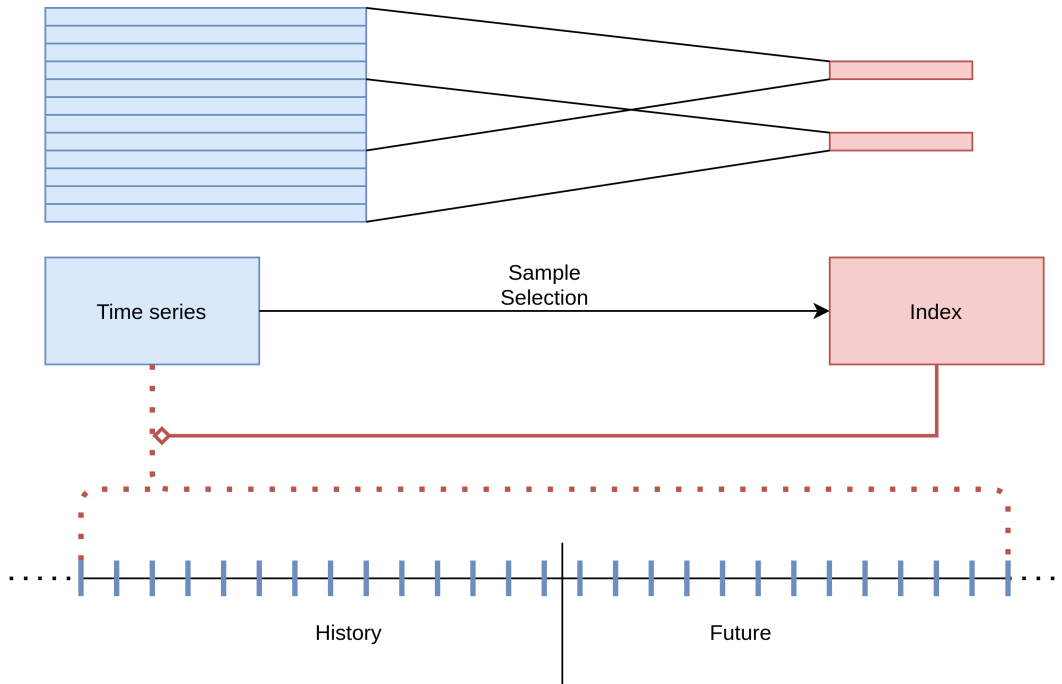 Sample
Selection
Time series
Index
History
Future